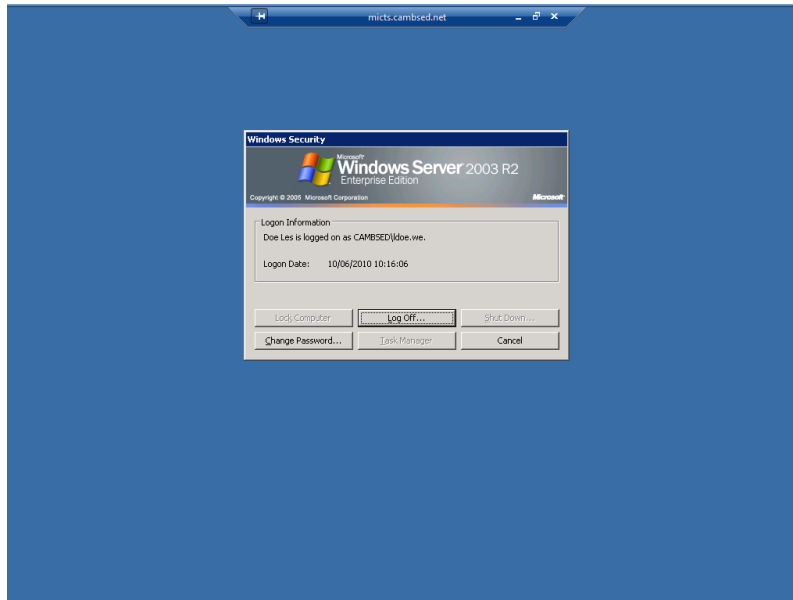 micts.cambsed.net
Windows Security
Microsoft
Windows Server 2003 R2
Enterprise Edition
Copyright © 2005 Microsoft Corporation
Microsoft
Logon Information
Doe Les is logged on as CAMBSED\ldoe.we.
Logon Date: 10/06/2010 10:16:06
Lock Computer
Log Off...
Shut Down...
Change Password...
Task Manager
Cancel